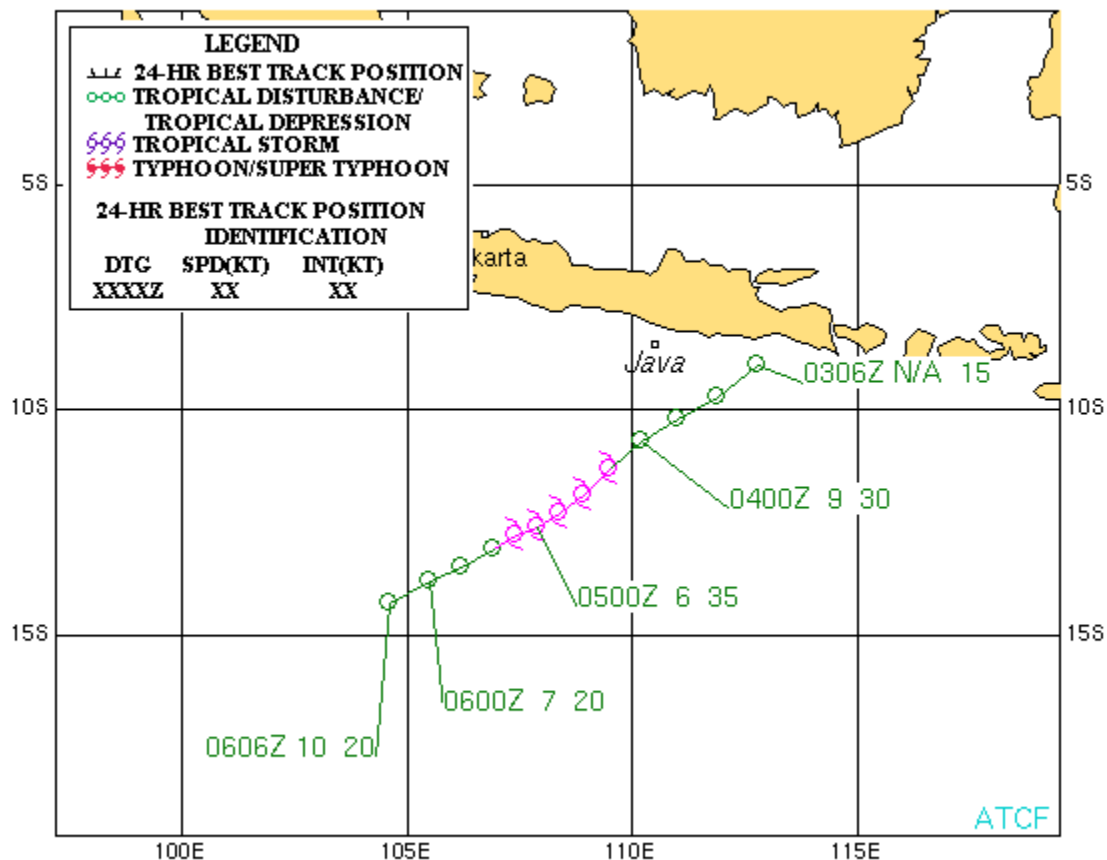 LEGEND
24-HR BEST TRACK POSITION
TROPICAL DISTURBANCE/
TROPICAL DEPRESSION
TROPICAL STORM
TYPHOON/SUPER TYPHOON
24-HR BEST TRACK POSITION
IDENTIFICATION
DTG SPD(KT) INT(KT)
XXXXZ XX XX
5S 5S
karta
Java
0306Z N/A 15
10S 10S
0400Z 9 30
0500Z 6 35
15S 15S
0600Z 7 20
0606Z 10 20
ATCF
100E 105E 110E 115E